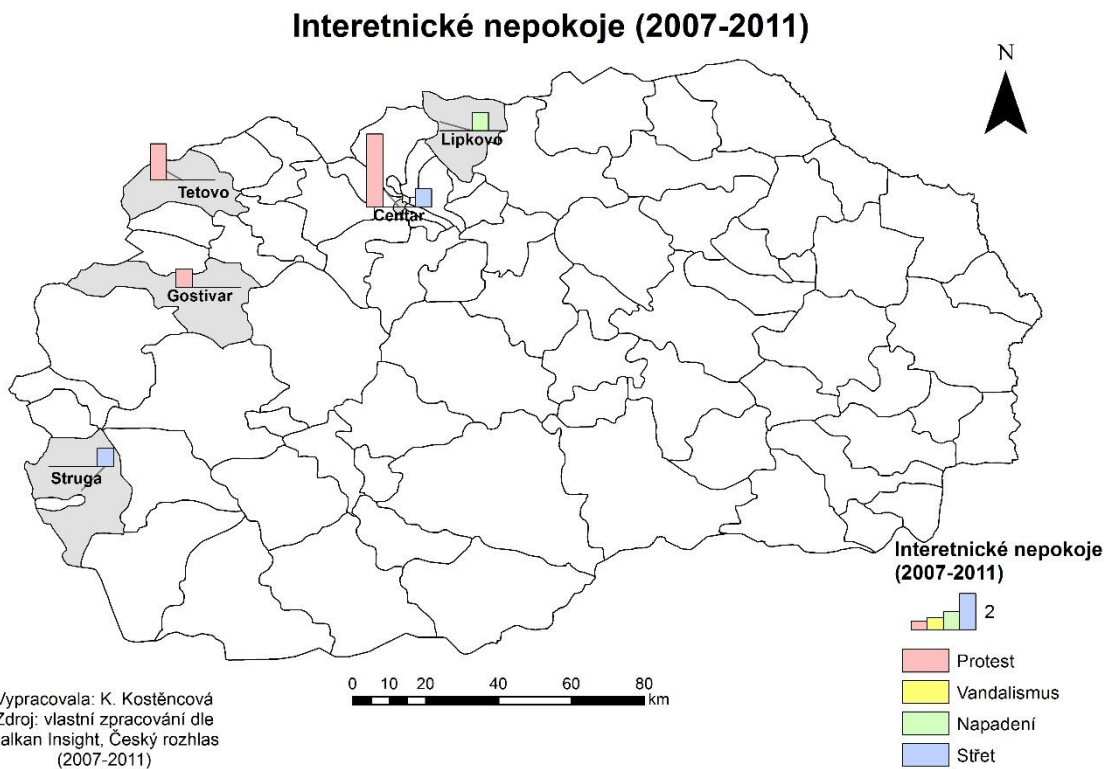 Interetnické nepokoje (2007-2011)
N
Lipkovo
Tetovo
Centar
Gostivar
Struga
Interetnické nepokoje
(2007-2011)
2
Protest
Vandalismus
Napadení
Střet
0 10 20 40 60 80
km
Vypracovala: K. Kostěncová
Zdroj: vlastní zpracování dle
alkan Insight, Český rozhlas
(2007-2011)